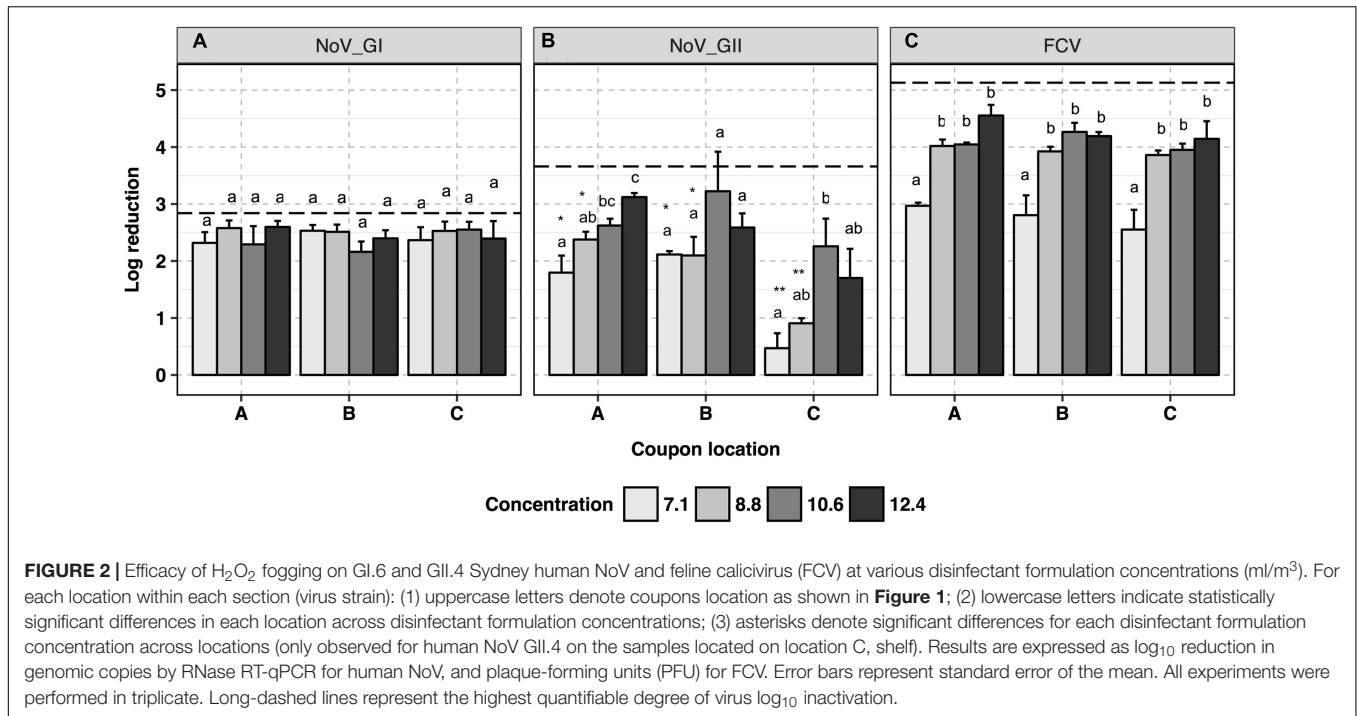 A NoV_GI
B NoV_GII
C FCV
Log reduction
5
4
3
2
1
0
a a a a
a a a a
a a a a
* * bc c
a ab
* * a a
a a
** ** b ab
a ab
a b b b
a b b b
a b b b
A B C
A B C
A B C
Coupon location
Concentration 7.1 8.8 10.6 12.4
FIGURE 2 | Efficacy of H₂O₂ fogging on GI.6 and GII.4 Sydney human NoV and feline calicivirus (FCV) at various disinfectant formulation concentrations (ml/m³). For
each location within each section (virus strain): (1) uppercase letters denote coupons location as shown in Figure 1; (2) lowercase letters indicate statistically
significant differences in each location across disinfectant formulation concentrations; (3) asterisks denote significant differences for each disinfectant formulation
concentration across locations (only observed for human NoV GII.4 on the samples located on location C, shelf). Results are expressed as log₁₀ reduction in
genomic copies by RNase RT-qPCR for human NoV, and plaque-forming units (PFU) for FCV. Error bars represent standard error of the mean. All experiments were
performed in triplicate. Long-dashed lines represent the highest quantifiable degree of virus log₁₀ inactivation.